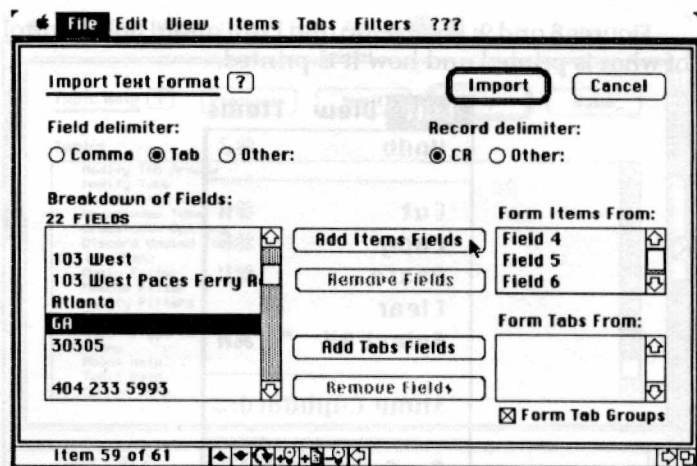 File Edit View Items Tabs Filters ???
Import Text Format ?
Import Cancel
Field delimiter:
Comma Tab Other:
Record delimiter:
CR Other:
Breakdown of Fields:
22 FIELDS
103 West
103 West Paces Ferry
Atlanta
GA
30305
404 233 5993
Add Items Fields
Remove Fields
Add Tabs Fields
Remove Fields
Form Items From:
Field 4
Field 5
Field 6
Form Tabs From:
Form Tab Groups
Item 59 of 61